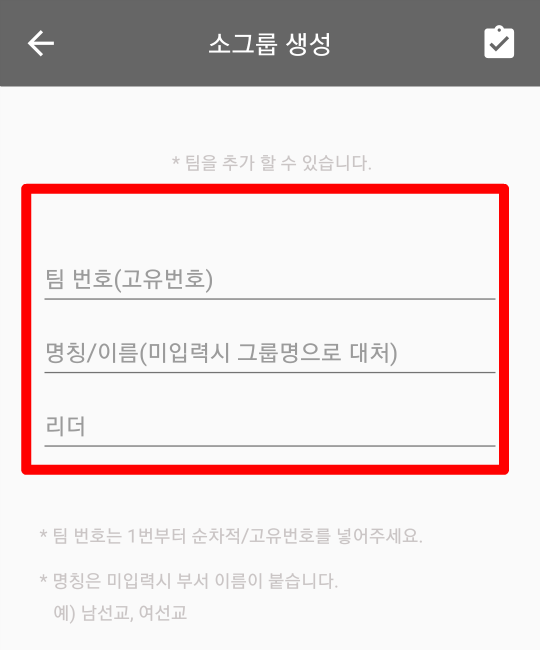 소그룹 생성
* 팀을 추가 할 수 있습니다.
팀 번호(고유번호)
명칭/이름(미입력시 그룹명으로 대처)
리더
* 팀 번호는 1번부터 순차적/고유번호를 넣어주세요.
* 명칭은 미입력시 부서 이름이 붙습니다.
예) 남선교, 여선교